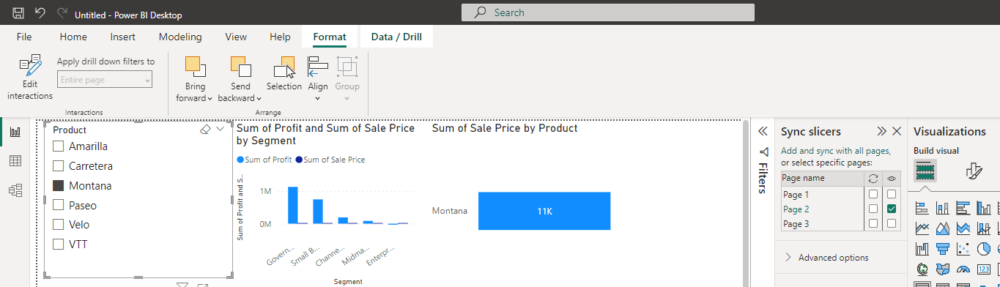 Untitled - Power BI Desktop
Search
File Home Insert Modeling View Help Format Data / Drill
Edit interactions
Apply drill down filters to
Entire page
Interactions
Bring forward
Send backward
Selection
Align
Group
Arrange
Product
Amarilla
Carretera
Montana
Paseo
Velo
VTT
Sum of Profit and Sum of Sale Price
by Segment
Sum of Profit Sum of Sale Price
Sum of Profit and S...
1M
0M
Govern...
Small B...
Channe...
Midma...
Enterpr...
Segment
Sum of Sale Price by Product
Montana
11K
Filters
Sync slicers
Add and sync with all pages,
or select specific pages:
Page name
Page 1
Page 2
Page 3
Advanced options
Visualizations
Build visual
123